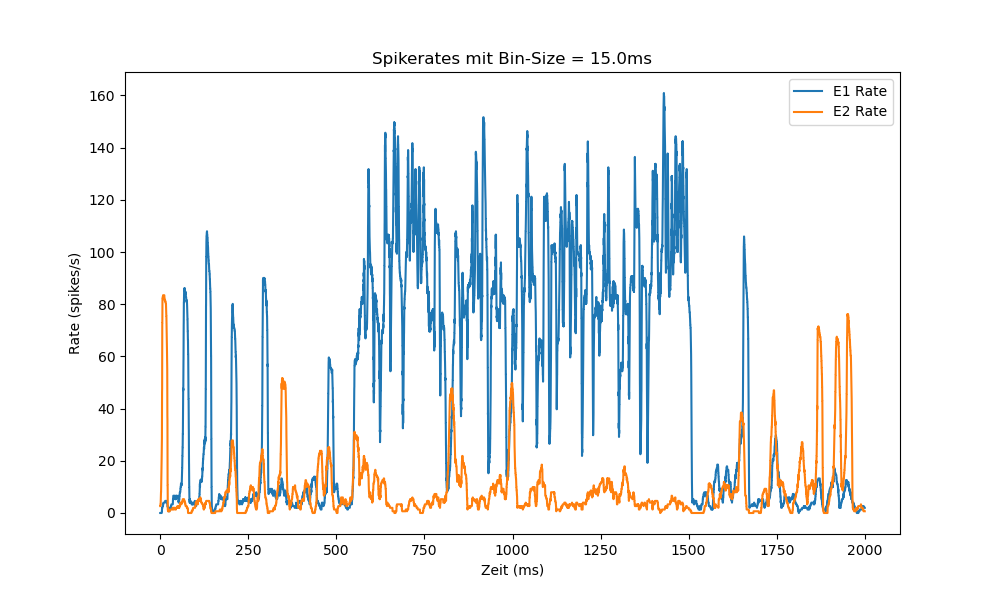 Spikerates mit Bin-Size = 15.0ms
E1 Rate
E2 Rate
Rate (spikes/s)
160
140
120
100
80
60
40
20
0
0 250 500 750 1000 1250 1500 1750 2000
Zeit (ms)